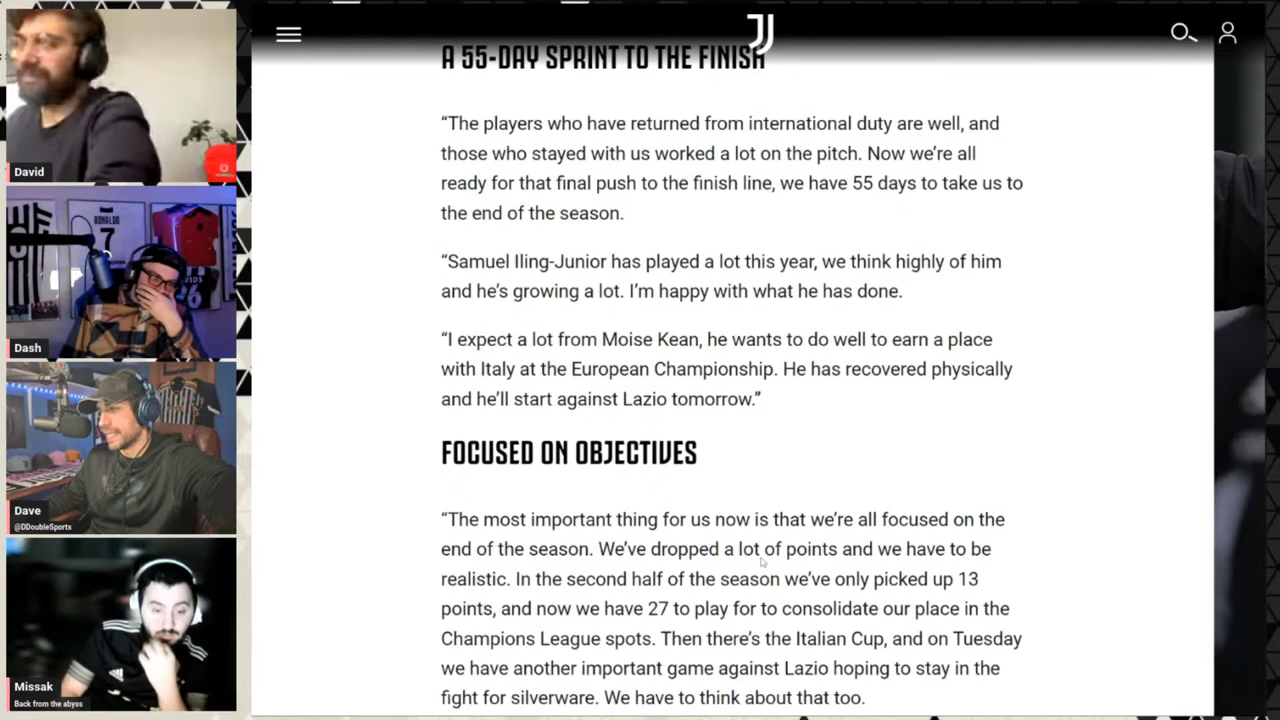 A 55-DAY SPRINT TO THE FINISH
“The players who have returned from international duty are well, and
those who stayed with us worked a lot on the pitch. Now we’re all
ready for that final push to the finish line, we have 55 days to take us to
the end of the season.
“Samuel Iling-Junior has played a lot this year, we think highly of him
and he’s growing a lot. I’m happy with what he has done.
“I expect a lot from Moise Kean, he wants to do well to earn a place
with Italy at the European Championship. He has recovered physically
and he’ll start against Lazio tomorrow.”
FOCUSED ON OBJECTIVES
“The most important thing for us now is that we’re all focused on the
end of the season. We’ve dropped a lot of points and we have to be
realistic. In the second half of the season we’ve only picked up 13
points, and now we have 27 to play for to consolidate our place in the
Champions League spots. Then there’s the Italian Cup, and on Tuesday
we have another important game against Lazio hoping to stay in the
fight for silverware. We have to think about that too.
David
RONALDO
7
Dash
Dave
@DDoubleSports
Missak
Back from the abyss